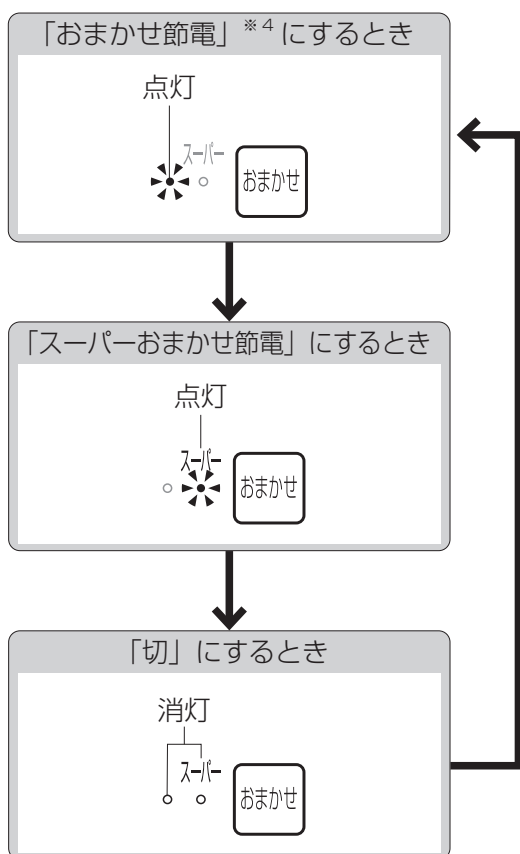 「おまかせ節電」※4 にするとき
点灯
スーパー
おまかせ
「スーパーおまかせ節電」にするとき
点灯
スーパー
おまかせ
「切」にするとき
消灯
スーパー
おまかせ